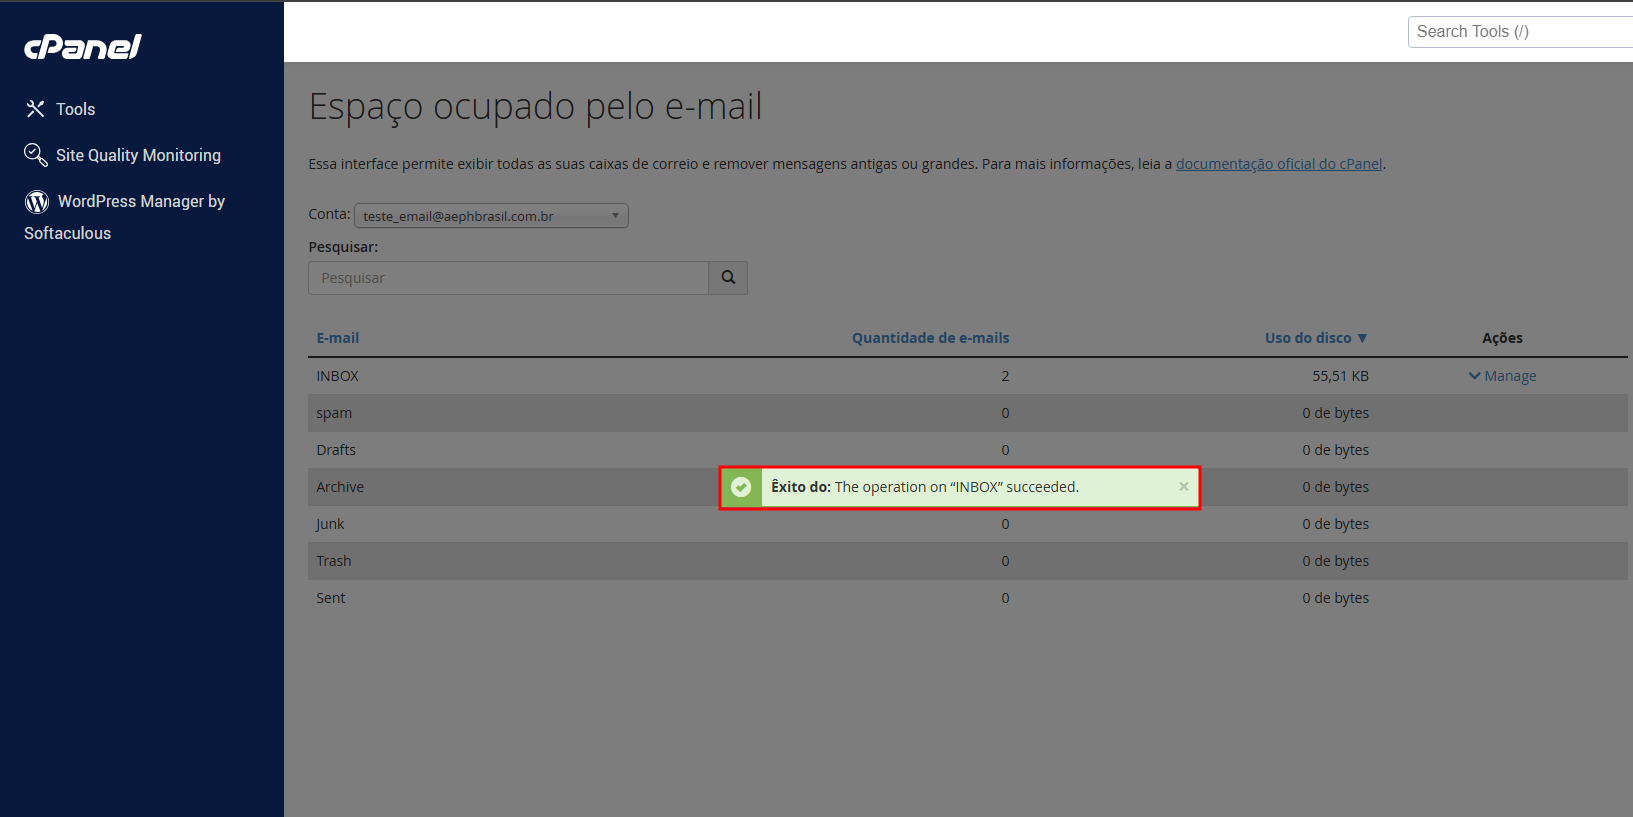 cPanel
Search Tools (/)
Tools
Site Quality Monitoring
WordPress Manager by
Softaculous
Espaço ocupado pelo e-mail
Essa interface permite exibir todas as suas caixas de correio e remover mensagens antigas ou grandes. Para mais informações, leia a documentação oficial do cPanel.
Conta: teste_email@aephbrasil.com.br
Pesquisar:
Pesquisar
E-mail Quantidade de e-mails Uso do disco ▼ Ações
INBOX 2 55,51 KB Manage
spam 0 0 de bytes
Drafts 0 0 de bytes
Archive 0 de bytes
Êxito do: The operation on “INBOX” succeeded. ×
Junk 0 0 de bytes
Trash 0 0 de bytes
Sent 0 0 de bytes